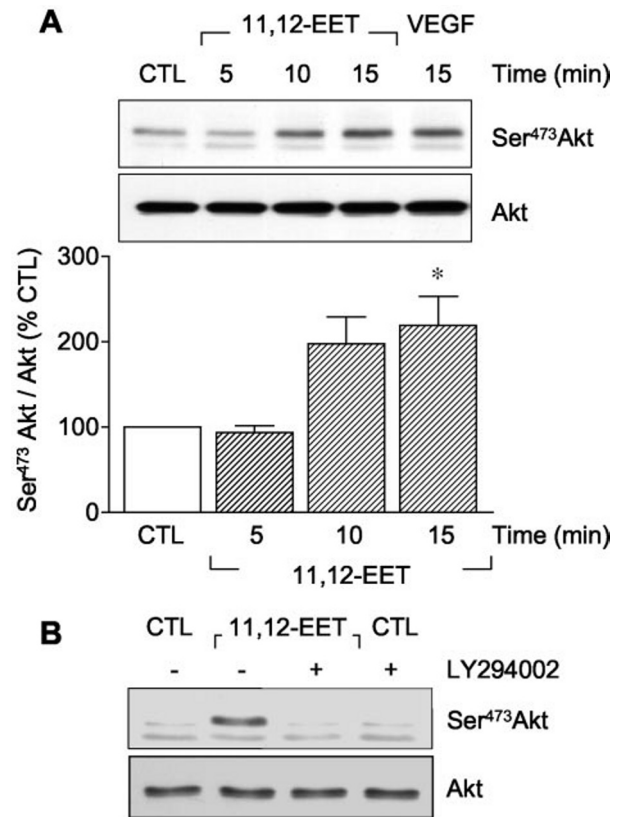 A
11,12-EET VEGF
CTL 5 10 15 15 Time (min)
Ser⁴⁷³Akt
Akt
Ser⁴⁷³ Akt / Akt (% CTL)
300
200
100
0
*
CTL 5 10 15 Time (min)
11,12-EET
B
CTL 11,12-EET CTL
- - + + LY294002
Ser⁴⁷³Akt
Akt